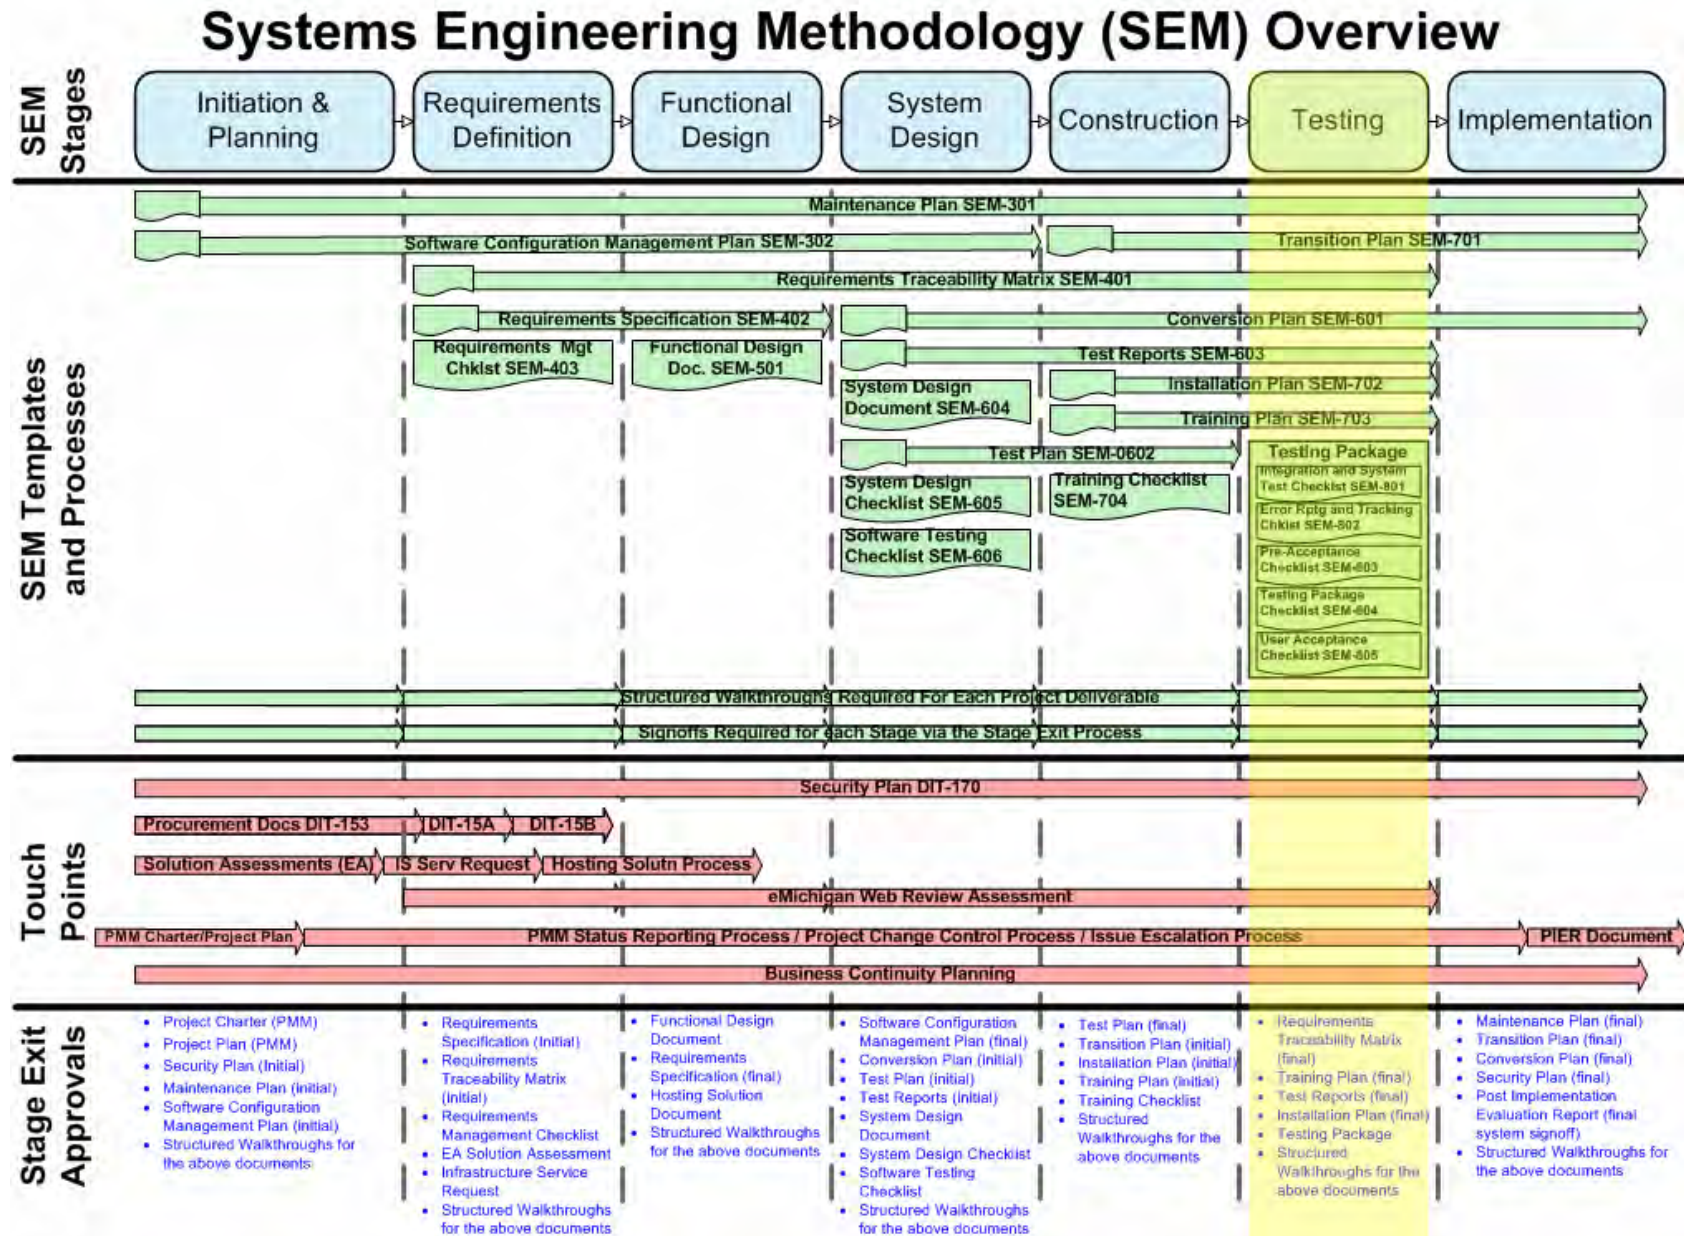 Systems Engineering Methodology (SEM) Overview
SEM
Stages
Initiation &
Planning
Requirements
Definition
Functional
Design
System
Design
Construction
Testing
Implementation
SEM Templates
and Processes
Maintenance Plan SEM-301
Software Configuration Management Plan SEM-302
Transition Plan SEM-701
Requirements Traceability Matrix SEM-401
Requirements Specification SEM-402
Conversion Plan SEM-601
Requirements Mgt
Chklst SEM-403
Functional Design
Doc. SEM-501
Test Reports SEM-603
System Design
Document SEM-604
Installation Plan SEM-702
Training Plan SEM-703
Test Plan SEM-0602
System Design
Checklist SEM-605
Training Checklist
SEM-704
Software Testing
Checklist SEM-606
Testing Package
Integration and System
Test Checklist SEM-801
Error Rptg and Tracking
Chklst SEM-802
Pre-Acceptance
Checklist SEM-803
Testing Package
Checklist SEM-804
User Acceptance
Checklist SEM-805
Structured Walkthroughs Required For Each Project Deliverable
Signoffs Required for each Stage via the Stage Exit Process
Touch
Points
Security Plan DIT-170
Procurement Docs DIT-153
DIT-15A
DIT-15B
Solution Assessments (EA)
IS Serv Request
Hosting Solutn Process
eMichigan Web Review Assessment
PMM Charter/Project Plan
PMM Status Reporting Process / Project Change Control Process / Issue Escalation Process
PIER Document
Business Continuity Planning
Stage Exit
Approvals
• Project Charter (PMM)
• Project Plan (PMM)
• Security Plan (Initial)
• Maintenance Plan (initial)
• Software Configuration
Management Plan (initial)
• Structured Walkthroughs for
the above documents
• Requirements
Specification (Initial)
• Requirements
Traceability Matrix
(initial)
• Requirements
Management Checklist
• EA Solution Assessment
• Infrastructure Service
Request
• Structured Walkthroughs
for the above documents
• Functional Design
Document
• Requirements
Specification (final)
• Hosting Solution
Document
• Structured Walkthroughs
for the above documents
• Software Configuration
Management Plan (final)
• Conversion Plan (initial)
• Test Plan (initial)
• Test Reports (initial)
• System Design
Document
• System Design Checklist
• Software Testing
Checklist
• Structured Walkthroughs
for the above documents
• Test Plan (final)
• Transition Plan (initial)
• Installation Plan (initial)
• Training Plan (initial)
• Training Checklist
• Structured
Walkthroughs for the
above documents
• Requirements
Traceability Matrix
(final)
• Training Plan (final)
• Test Reports (final)
• Installation Plan (final)
• Testing Package
• Structured
Walkthroughs for the
above documents
• Maintenance Plan (final)
• Transition Plan (final)
• Conversion Plan (final)
• Security Plan (final)
• Post Implementation
Evaluation Report (final
system signoff)
• Structured Walkthroughs for
the above documents